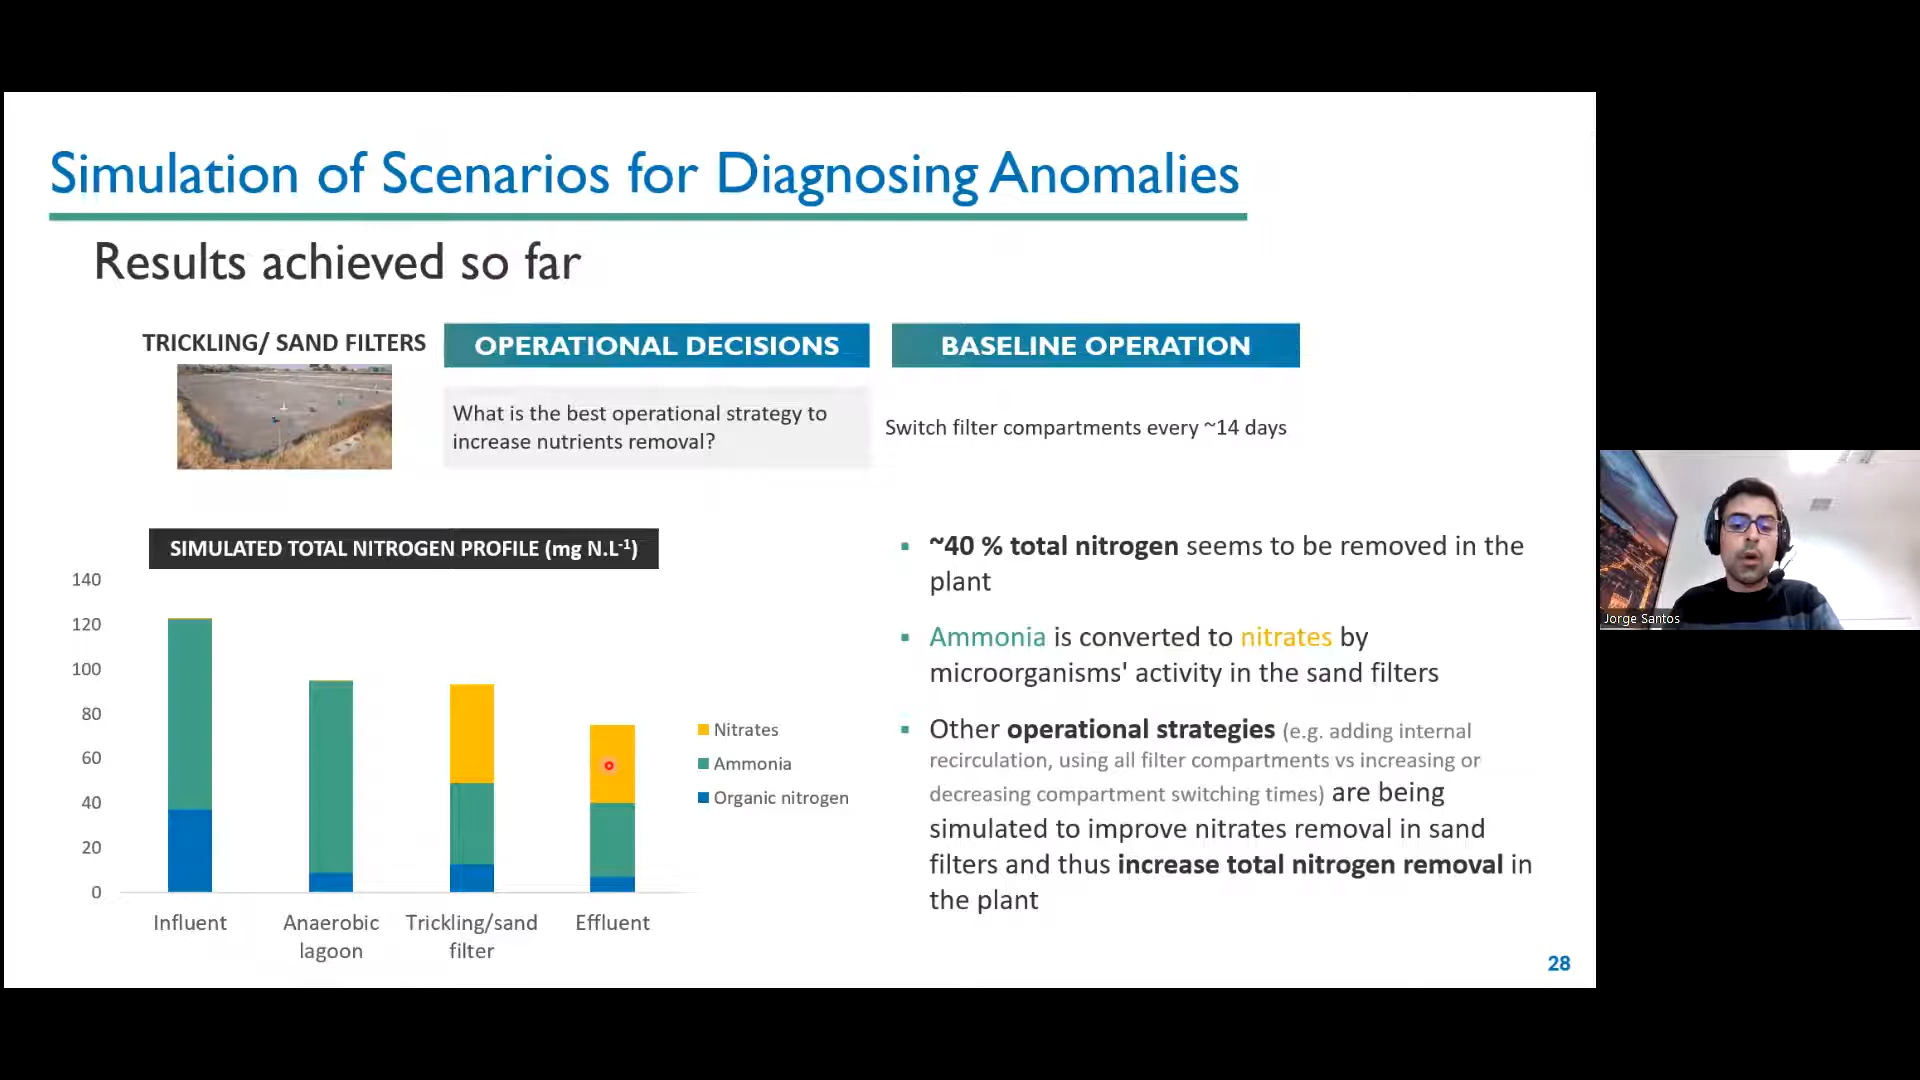 Simulation of Scenarios for Diagnosing Anomalies
Results achieved so far
TRICKLING/ SAND FILTERS
OPERATIONAL DECISIONS
BASELINE OPERATION
What is the best operational strategy to
increase nutrients removal?
Switch filter compartments every ~14 days
SIMULATED TOTAL NITROGEN PROFILE (mg N.L-1)
140
120
100
80
60
40
20
0
Influent
Anaerobic
lagoon
Trickling/sand
filter
Effluent
Nitrates
Ammonia
Organic nitrogen
▪ ~40 % total nitrogen seems to be removed in the
plant
▪ Ammonia is converted to nitrates by
microorganisms' activity in the sand filters
▪ Other operational strategies (e.g. adding internal
recirculation, using all filter compartments vs increasing or
decreasing compartment switching times) are being
simulated to improve nitrates removal in sand
filters and thus increase total nitrogen removal in
the plant
28
Jorge Santos